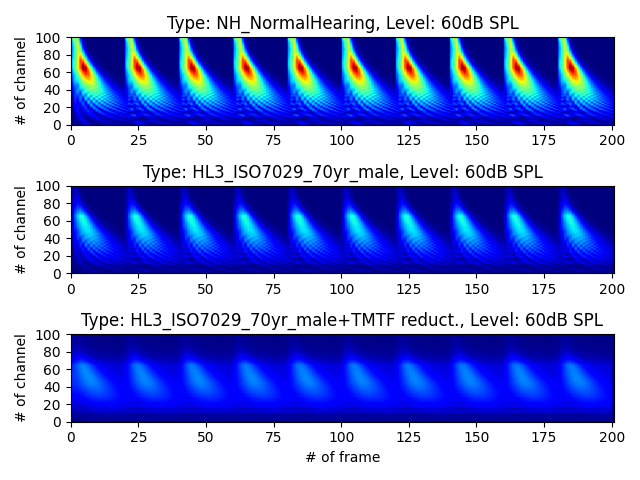 Type: NH_NormalHearing, Level: 60dB SPL
# of channel
100
80
60
40
20
0
0 25 50 75 100 125 150 175 200
Type: HL3_ISO7029_70yr_male, Level: 60dB SPL
# of channel
100
80
60
40
20
0
0 25 50 75 100 125 150 175 200
Type: HL3_ISO7029_70yr_male+TMTF reduct., Level: 60dB SPL
# of channel
100
80
60
40
20
0
0 25 50 75 100 125 150 175 200
# of frame